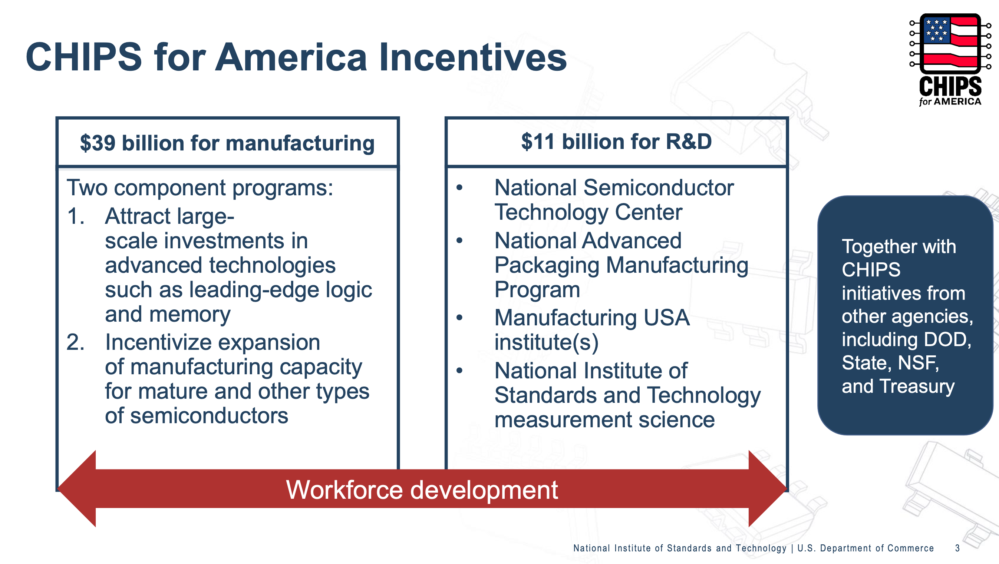 CHIPS for America Incentives
CHIPS
for AMERICA
$39 billion for manufacturing
Two component programs:
1. Attract large-
scale investments in
advanced technologies
such as leading-edge logic
and memory
2. Incentivize expansion
of manufacturing capacity
for mature and other types
of semiconductors
$11 billion for R&D
• National Semiconductor
Technology Center
• National Advanced
Packaging Manufacturing
Program
• Manufacturing USA
institute(s)
• National Institute of
Standards and Technology
measurement science
Together with
CHIPS
initiatives from
other agencies,
including DOD,
State, NSF,
and Treasury
Workforce development
National Institute of Standards and Technology | U.S. Department of Commerce 3